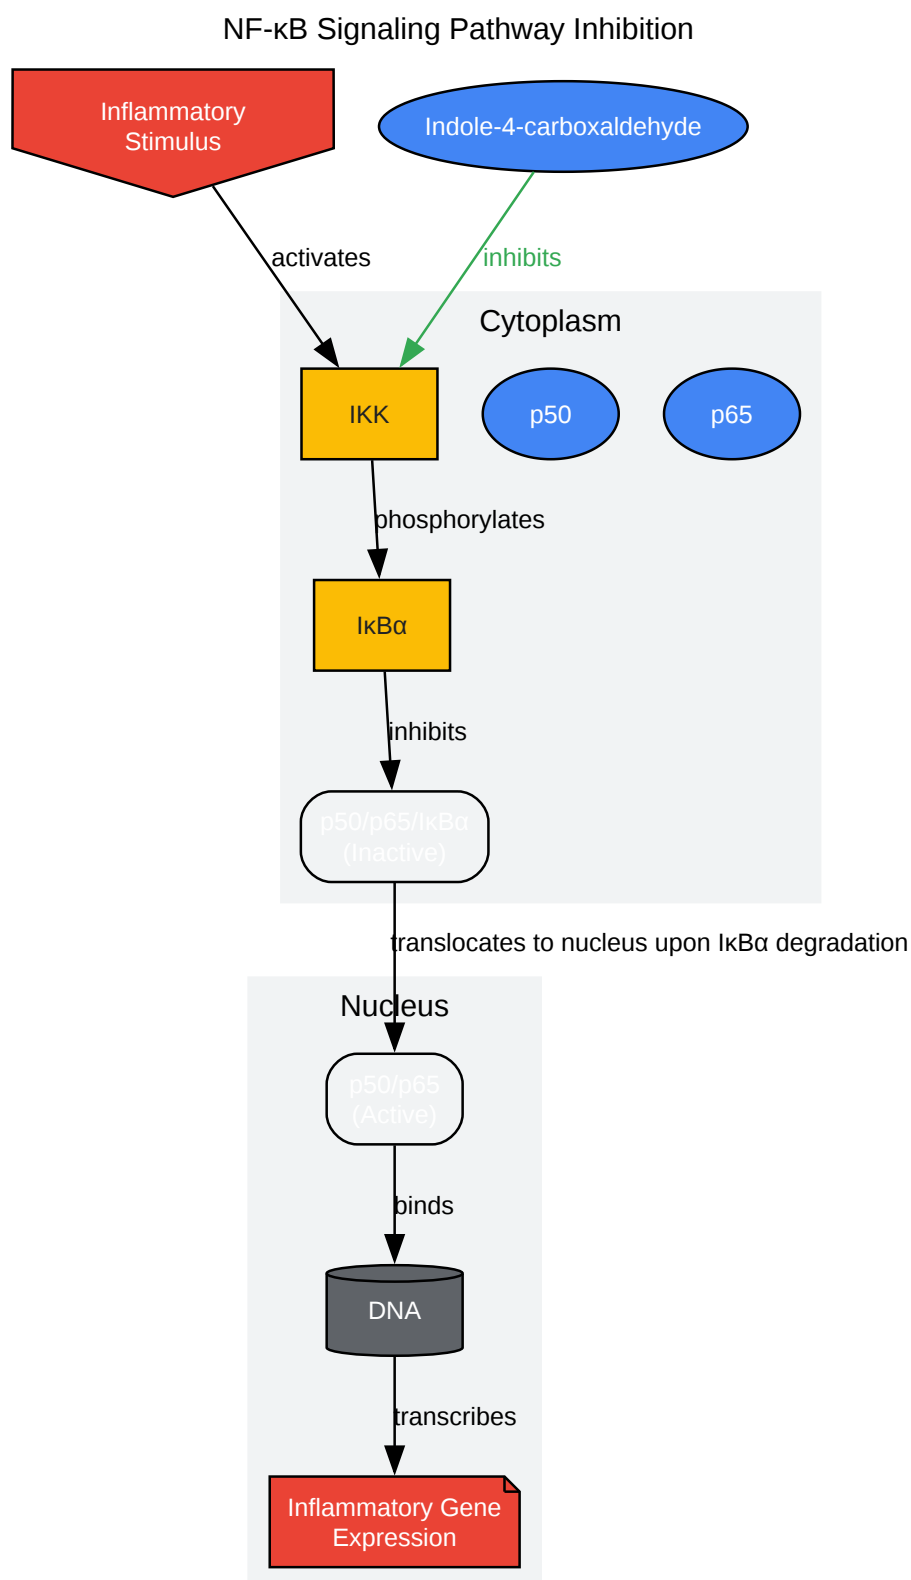 NF-κB Signaling Pathway Inhibition
Inflammatory
Stimulus
Indole-4-carboxaldehyde
activates
inhibits
Cytoplasm
IKK
p50
p65
phosphorylates
IκBα
inhibits
p50/p65/IκBα
(Inactive)
translocates to nucleus upon IκBα degradation
Nucleus
p50/p65
(Active)
binds
DNA
transcribes
Inflammatory Gene
Expression